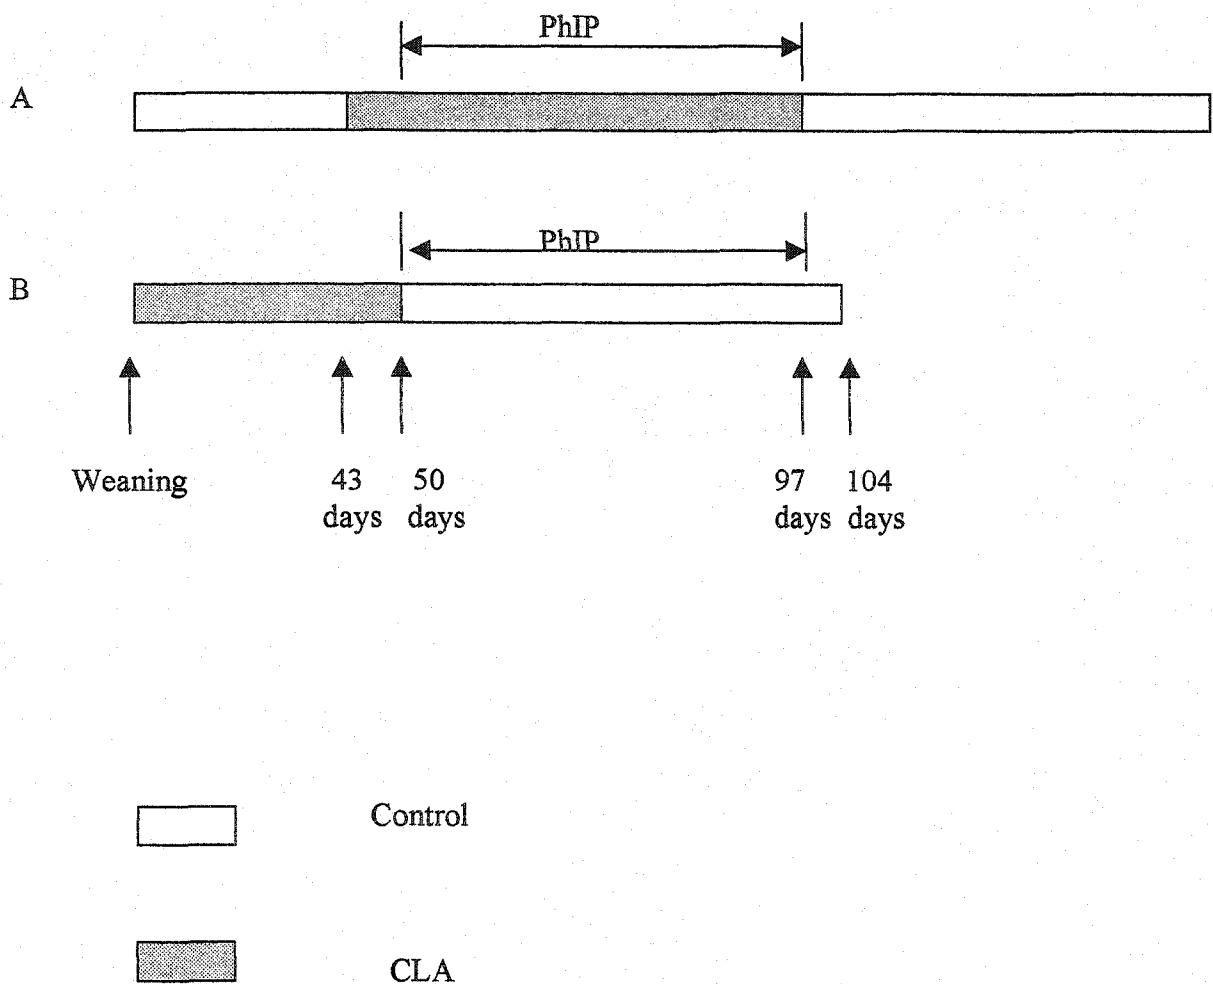 PhIP
A
PhIP
B
Weaning
43 days
50 days
97 days
104 days
Control
CLA